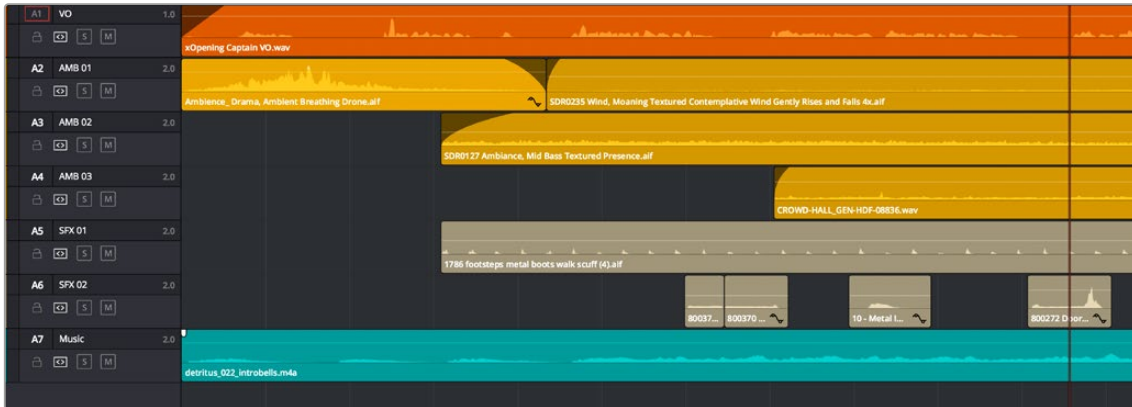 A1 VO 1.0
S M
xOpening Captain VO.wav
A2 AMB 01 2.0
S M
Ambience_ Drama, Ambient Breathing Drone.aif
SDR0235 Wind, Moaning Textured Contemplative Wind Gently Rises and Falls 4x.aif
A3 AMB 02 2.0
S M
SDR0127 Ambiance, Mid Bass Textured Presence.aif
A4 AMB 03 2.0
S M
CROWD-HALL_GEN-HDF-08836.wav
A5 SFX 01 2.0
S M
1786 footsteps metal boots walk scuff (4).aif
A6 SFX 02 2.0
S M
80037... 800370 ... 10 - Metal I... 800272 Door...
A7 Music 2.0
S M
detritus_022_introbells.m4a